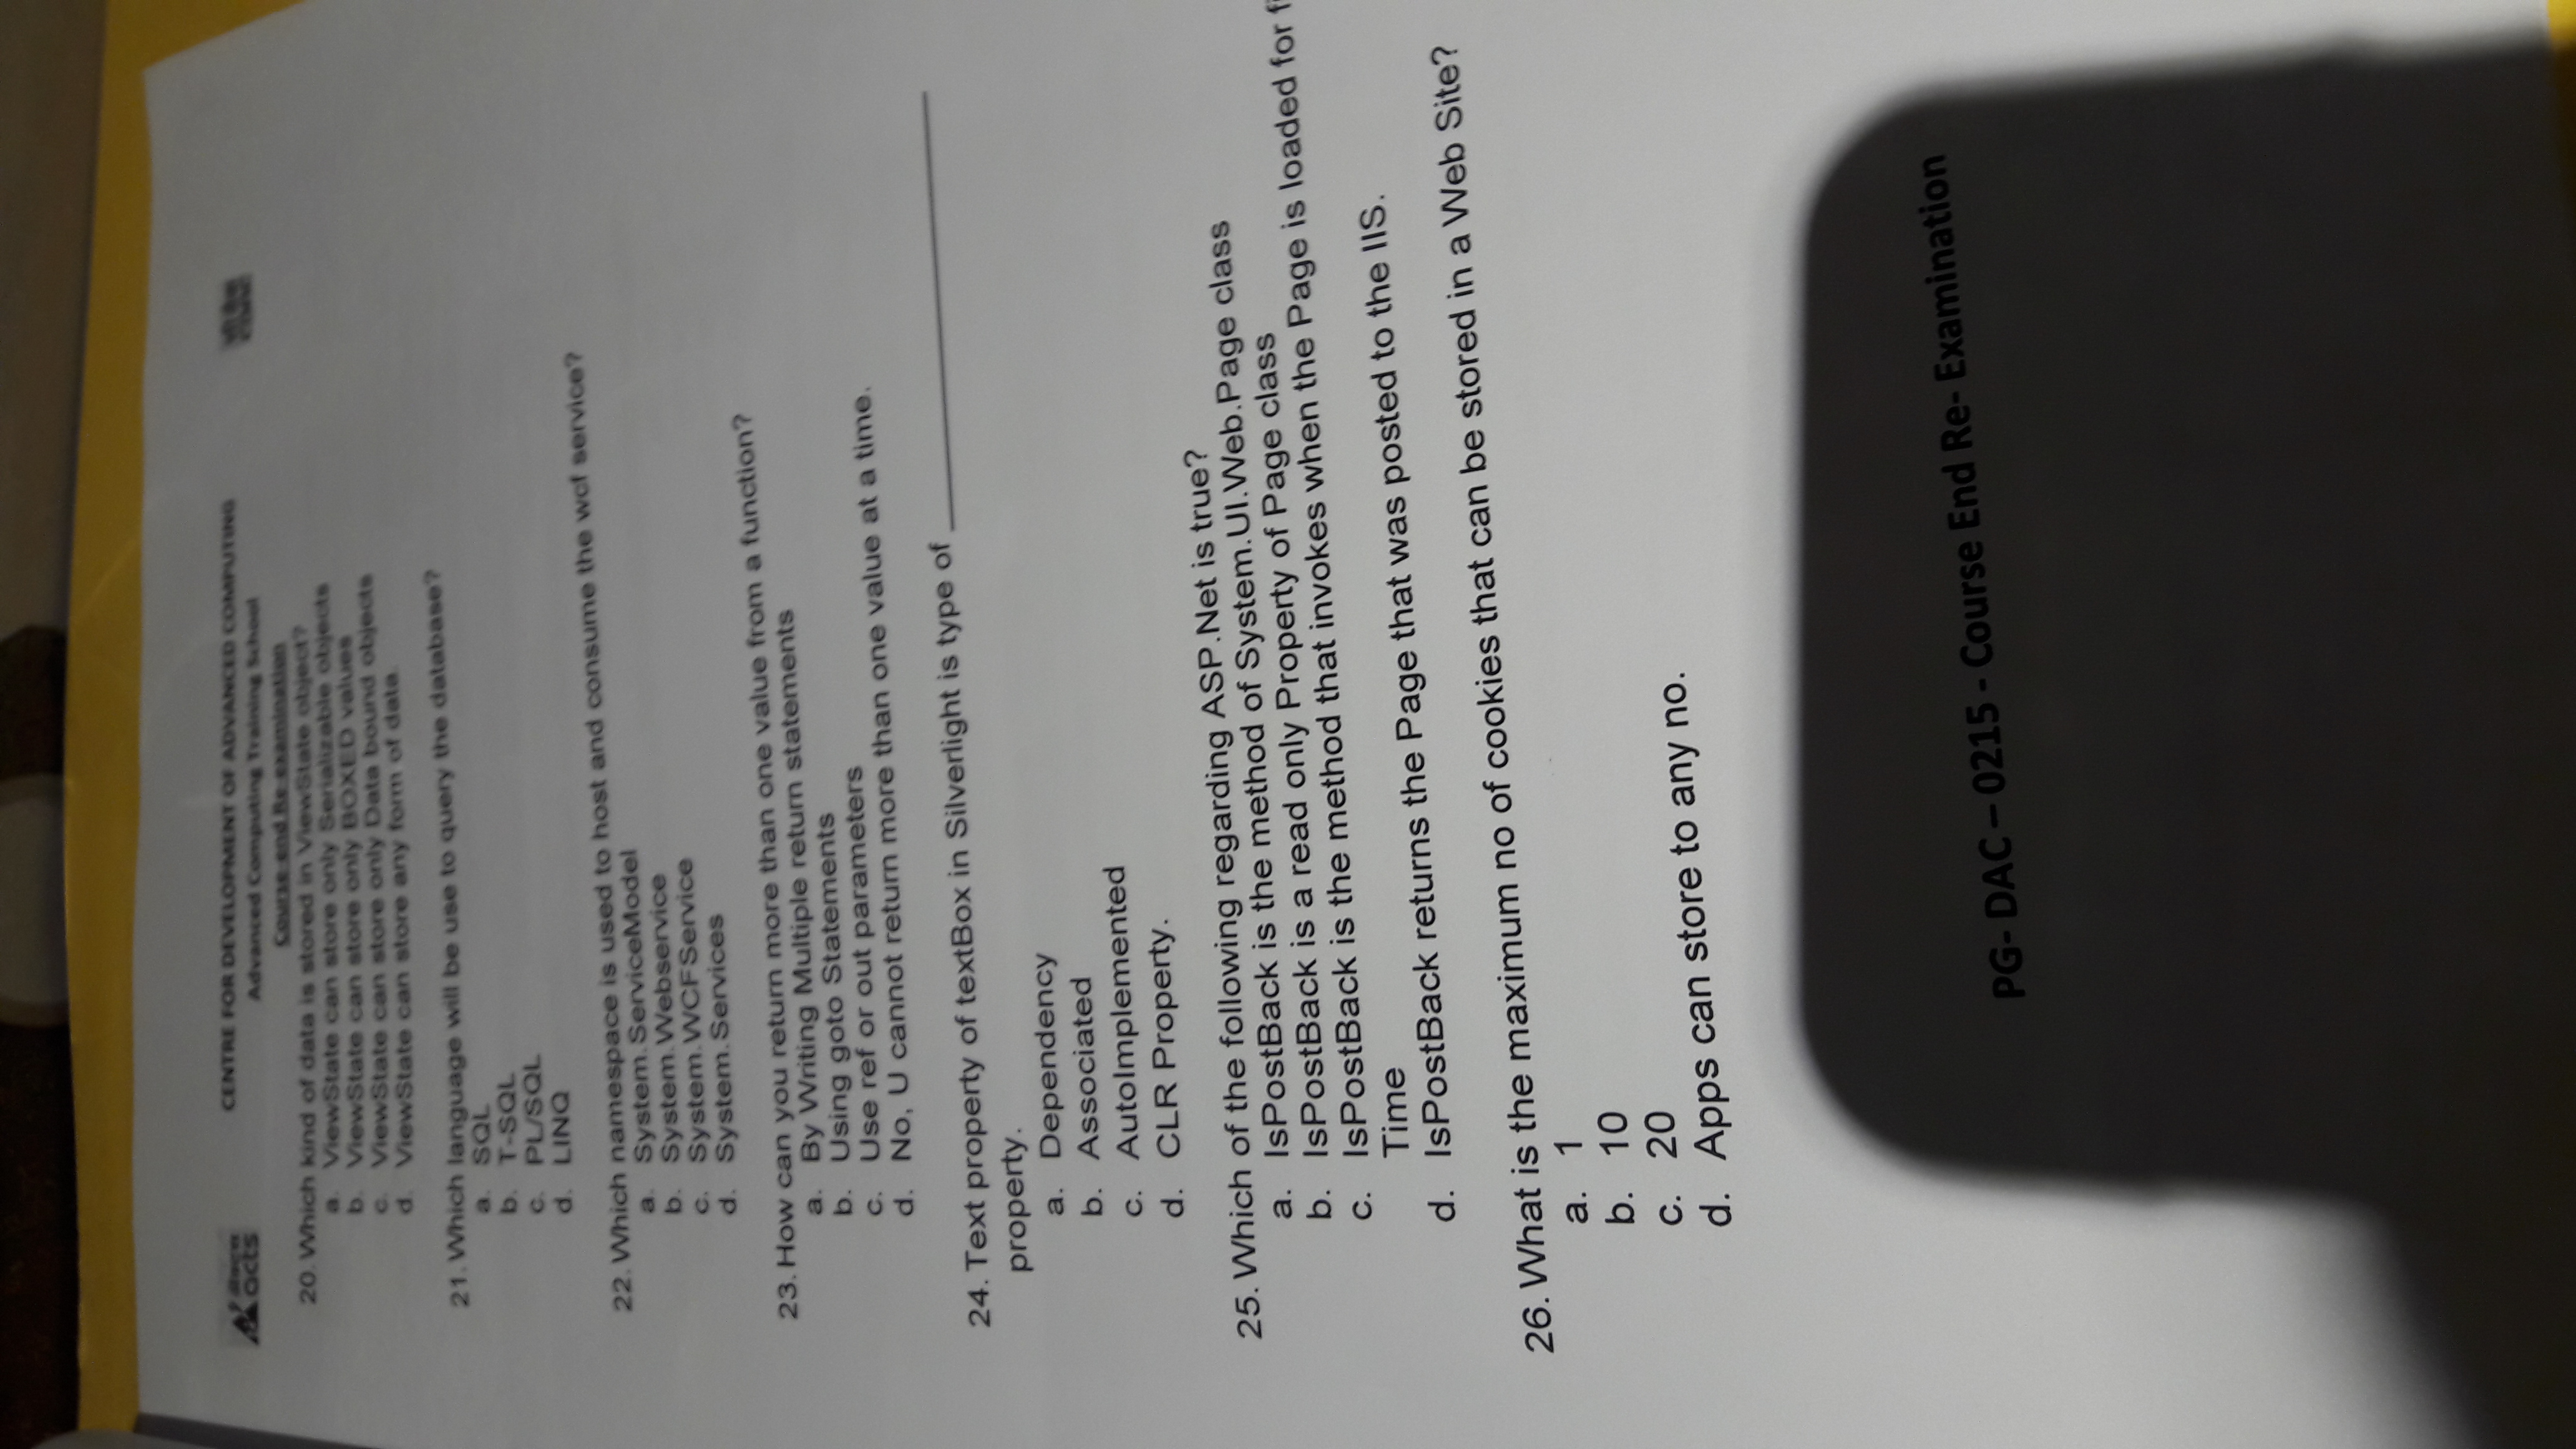 acts
CENTRE FOR DEVELOPMENT OF ADVANCED COMPUTING
Advanced Computing Training School
Course-end Re-examination
20. Which kind of data is stored in ViewState object?
a. ViewState can store only Serializable objects
b. ViewState can store only BOXED values
c. ViewState can store only Data bound objects
d. ViewState can store any form of data.
21. Which language will be use to query the database?
a. SQL
b. T-SQL
c. PL/SQL
d. LINQ
22. Which namespace is used to host and consume the wcf service?
a. System.ServiceModel
b. System.Webservice
c. System.WCFService
d. System.Services
23. How can you return more than one value from a function?
a. By Writing Multiple return statements
b. Using goto Statements
c. Use ref or out parameters
d. No, U cannot return more than one value at a time.
24. Text property of textBox in Silverlight is type of ____________________
property.
a. Dependency
b. Associated
c. AutoImplemented
d. CLR Property.
25. Which of the following regarding ASP.Net is true?
a. IsPostBack is the method of System.UI.Web.Page class
b. IsPostBack is a read only Property of Page class
c. IsPostBack is the method that invokes when the Page is loaded for
Time
d. IsPostBack returns the Page that was posted to the IIS.
26. What is the maximum no of cookies that can be stored in a Web Site?
a. 1
b. 10
c. 20
d. Apps can store to any no.
PG- DAC – 0215 - Course End Re- Examination